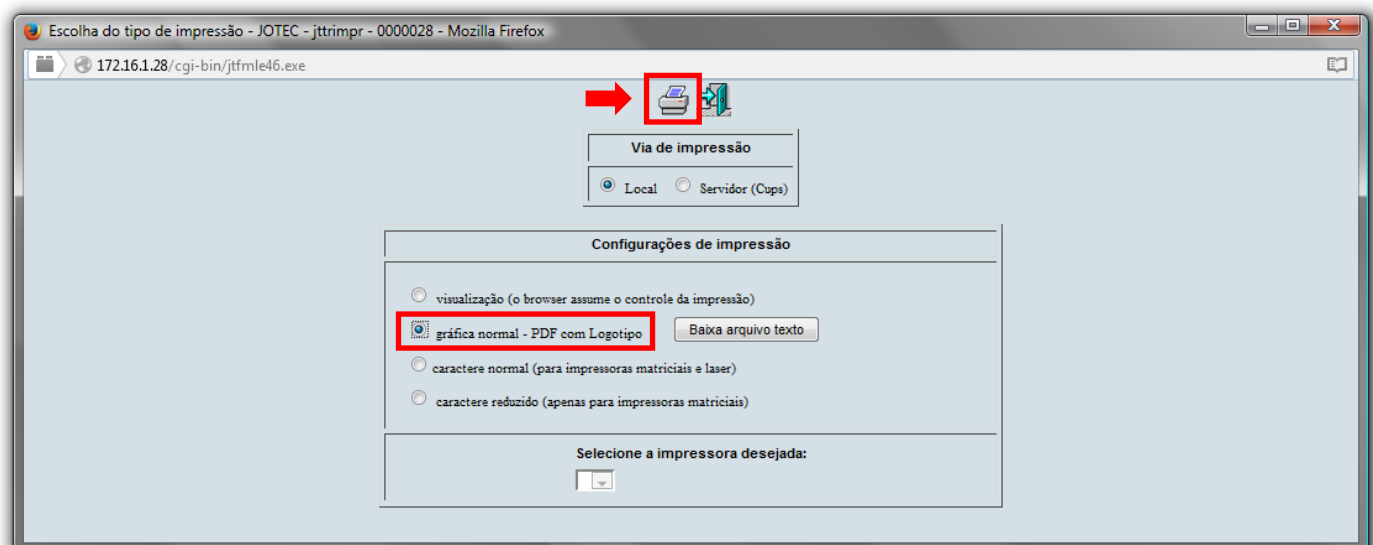 Escolha do tipo de impressão - JOTEC - jttrimpr - 0000028 - Mozilla Firefox
172.16.1.28/cgi-bin/jtfmle46.exe
Via de impressão
Local Servidor (Cups)
Configurações de impressão
visualização (o browser assume o controle da impressão)
gráfica normal - PDF com Logotipo Baixa arquivo texto
caractere normal (para impressoras matriciais e laser)
caractere reduzido (apenas para impressoras matriciais)
Selecione a impressora desejada: